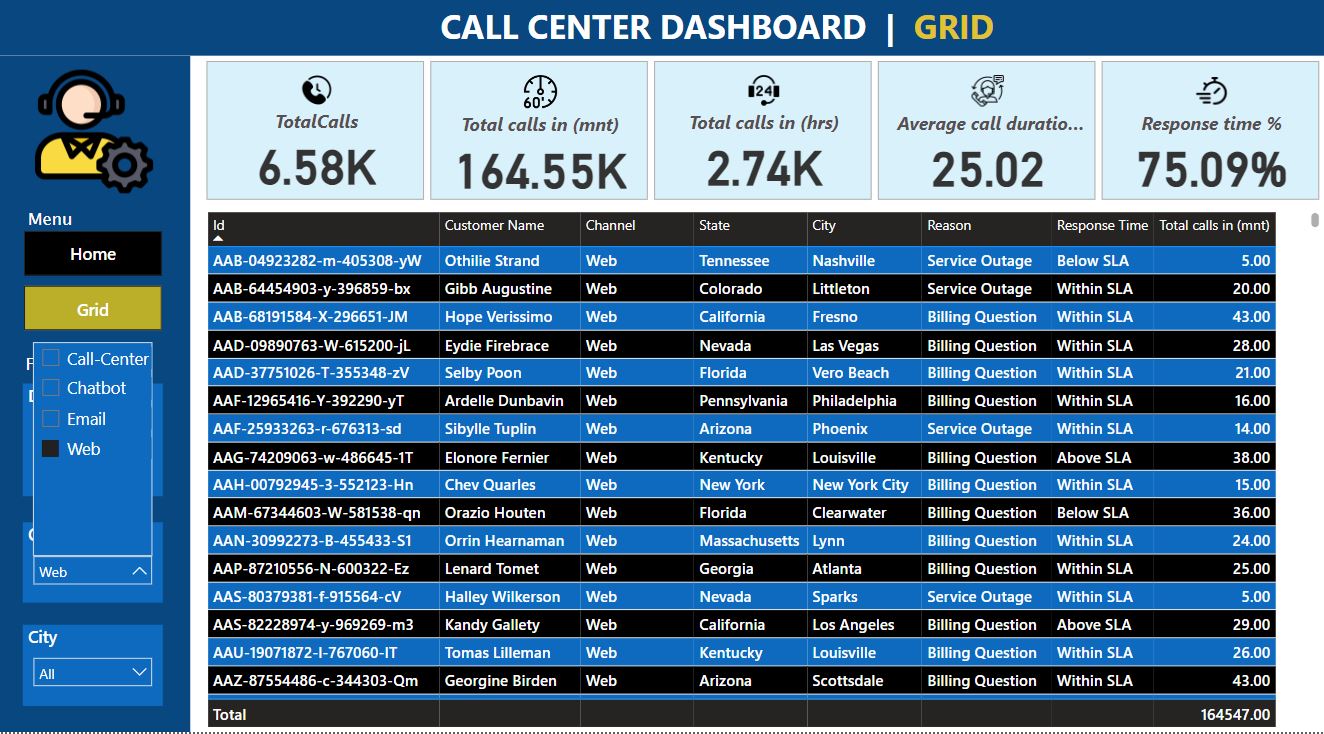 CALL CENTER DASHBOARD | GRID
60'
24
TotalCalls
Total calls in (mnt)
Total calls in (hrs)
Average call duratio...
Response time %
6.58K
164.55K
2.74K
25.02
75.09%
Menu
Home
Grid
Call-Center
Chatbot
Email
Web
Web
City
All
Id Customer Name Channel State City Reason Response Time Total calls in (mnt)
AAB-04923282-m-405308-yW Othilie Strand Web Tennessee Nashville Service Outage Below SLA 5.00
AAB-64454903-y-396859-bx Gibb Augustine Web Colorado Littleton Service Outage Within SLA 20.00
AAB-68191584-X-296651-JM Hope Verissimo Web California Fresno Billing Question Within SLA 43.00
AAD-09890763-W-615200-jL Eydie Firebrace Web Nevada Las Vegas Billing Question Within SLA 28.00
AAD-37751026-T-355348-zV Selby Poon Web Florida Vero Beach Billing Question Within SLA 21.00
AAF-12965416-Y-392290-yT Ardelle Dunbavin Web Pennsylvania Philadelphia Billing Question Within SLA 16.00
AAF-25933263-r-676313-sd Sibylle Tuplin Web Arizona Phoenix Service Outage Within SLA 14.00
AAG-74209063-w-486645-1T Elonore Fernier Web Kentucky Louisville Billing Question Above SLA 38.00
AAH-00792945-3-552123-Hn Chev Quarles Web New York New York City Billing Question Within SLA 15.00
AAM-67344603-W-581538-qn Orazio Houten Web Florida Clearwater Billing Question Below SLA 36.00
AAN-30992273-B-455433-S1 Orrin Hearnaman Web Massachusetts Lynn Billing Question Within SLA 24.00
AAP-87210556-N-600322-Ez Lenard Tomet Web Georgia Atlanta Billing Question Within SLA 25.00
AAS-80379381-f-915564-cV Halley Wilkerson Web Nevada Sparks Service Outage Within SLA 5.00
AAS-82228974-y-969269-m3 Kandy Gallety Web California Los Angeles Billing Question Above SLA 29.00
AAU-19071872-I-767060-IT Tomas Lilleman Web Kentucky Louisville Billing Question Within SLA 26.00
AAZ-87554486-c-344303-Qm Georgine Birden Web Arizona Scottsdale Billing Question Within SLA 43.00
Total 164547.00